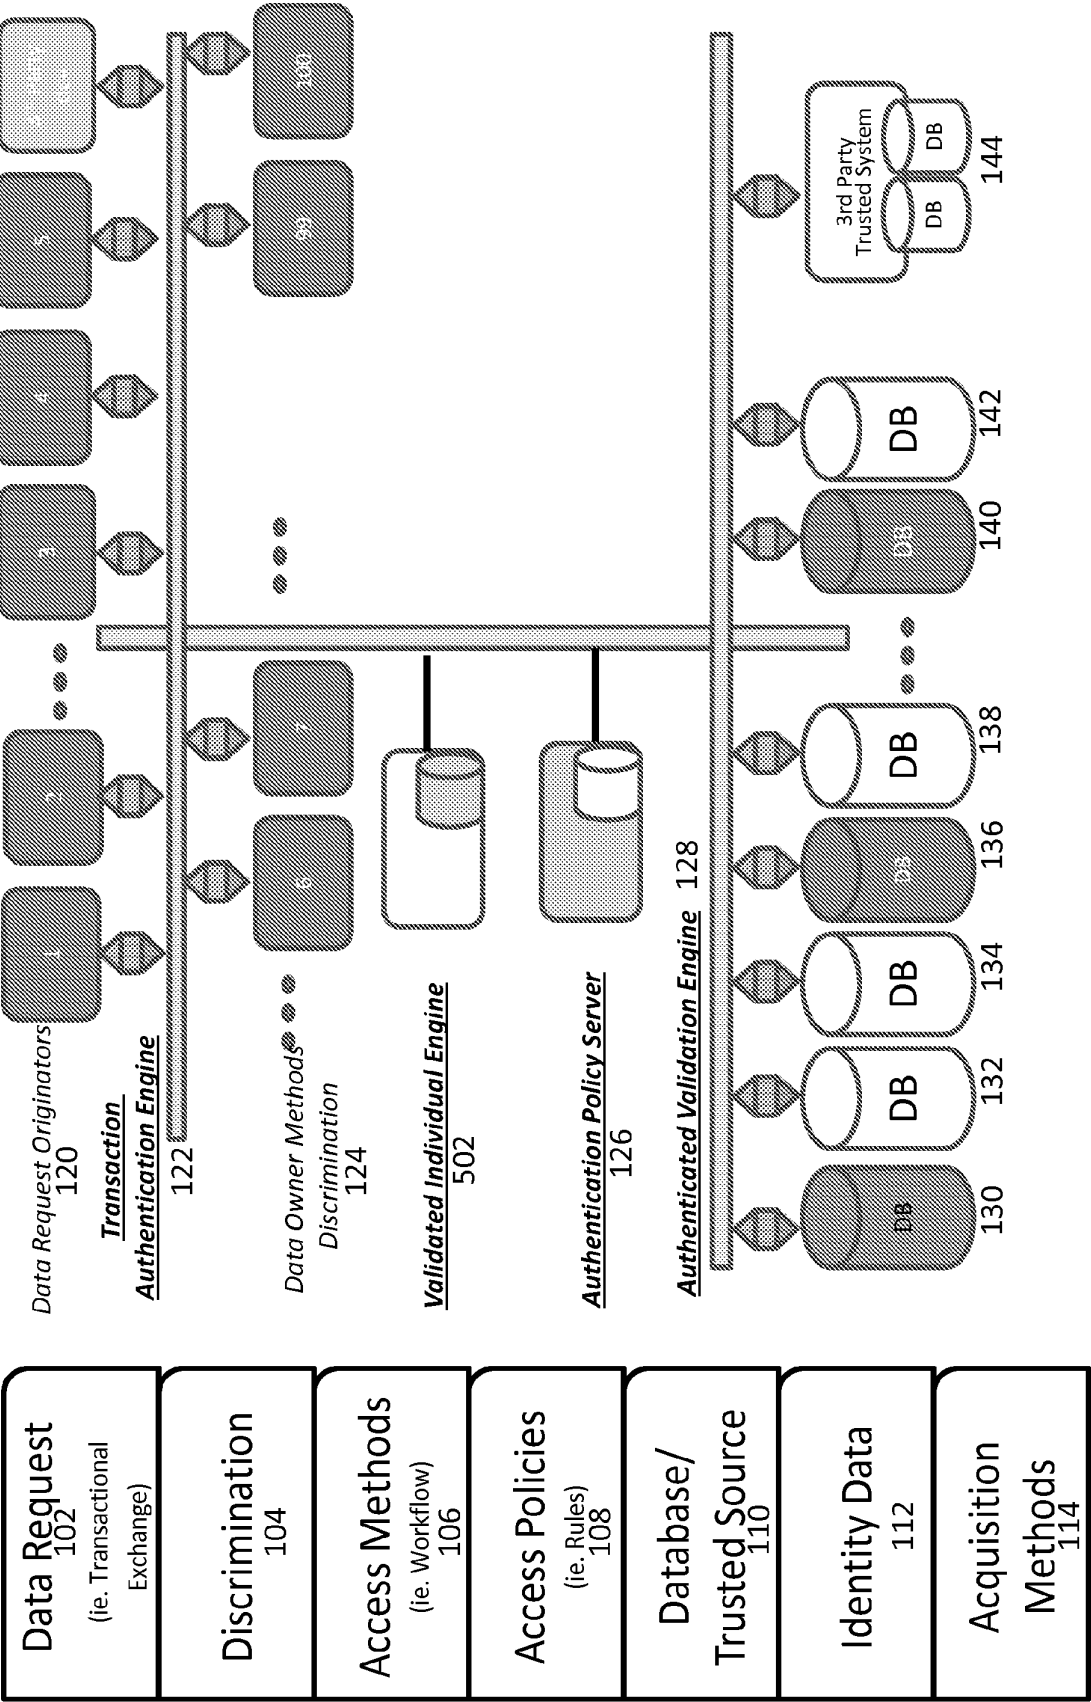 Data Request
102
(ie. Transactional
Exchange)
Discrimination
104
Access Methods
(ie. Workflow)
106
Access Policies
(ie. Rules)
108
Database/
Trusted Source
110
Identity Data
112
Acquisition
Methods
114
Data Request Originators
120
1
2
3
4
5
Transaction
Authentication Engine
122
Data Owner Methods
Discrimination
124
6
7
99
100
Validated Individual Engine
502
Authentication Policy Server
126
Authenticated Validation Engine 128
DB
130
DB
132
DB
134
DB
136
DB
138
DB
140
DB
142
3rd Party
Trusted System
DB
DB
144